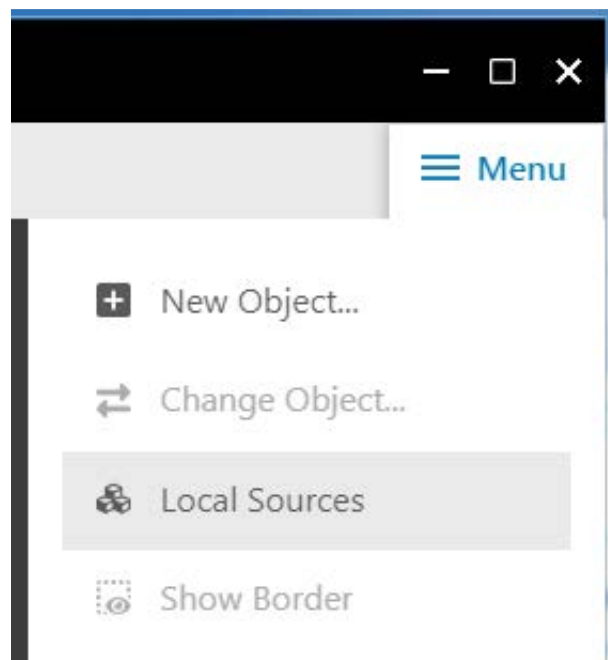 Menu
New Object...
Change Object...
Local Sources
Show Border